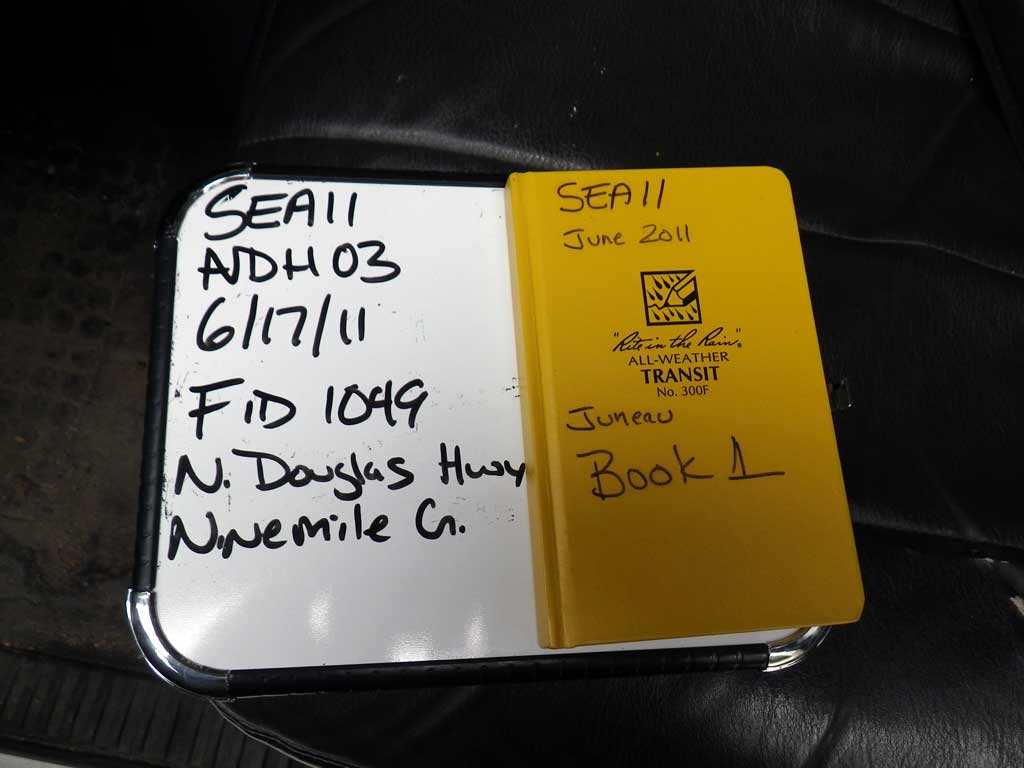 SEA11
NDH03
6/17/11
FID 1049
N. Douglas Hwy
Ninemile Cr.
SEA11
June 2011
"Rite in the Rain"®
ALL-WEATHER
TRANSIT
No. 300F
Juneau
Book 1